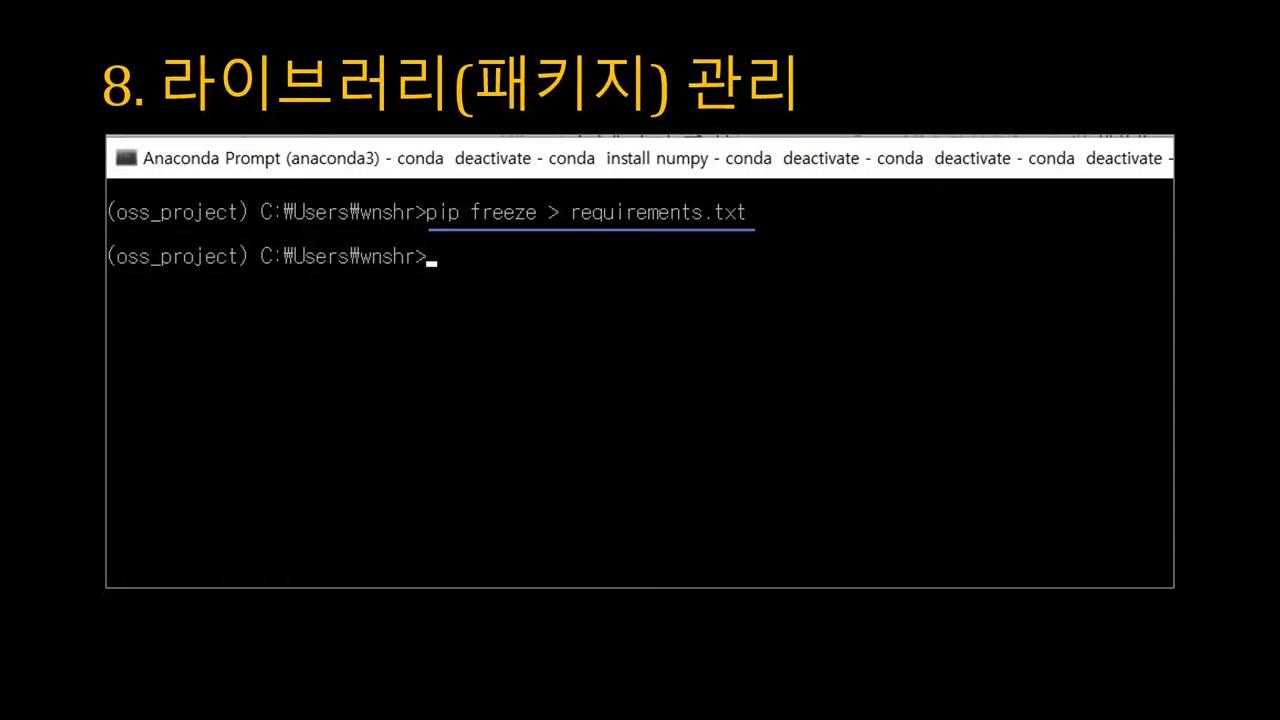 8. 라이브러리(패키지) 관리
Anaconda Prompt (anaconda3) - conda deactivate - conda install numpy - conda deactivate - conda deactivate - conda deactivate -
(oss_project) C:₩Users₩wnshr>pip freeze > requirements.txt
(oss_project) C:₩Users₩wnshr>